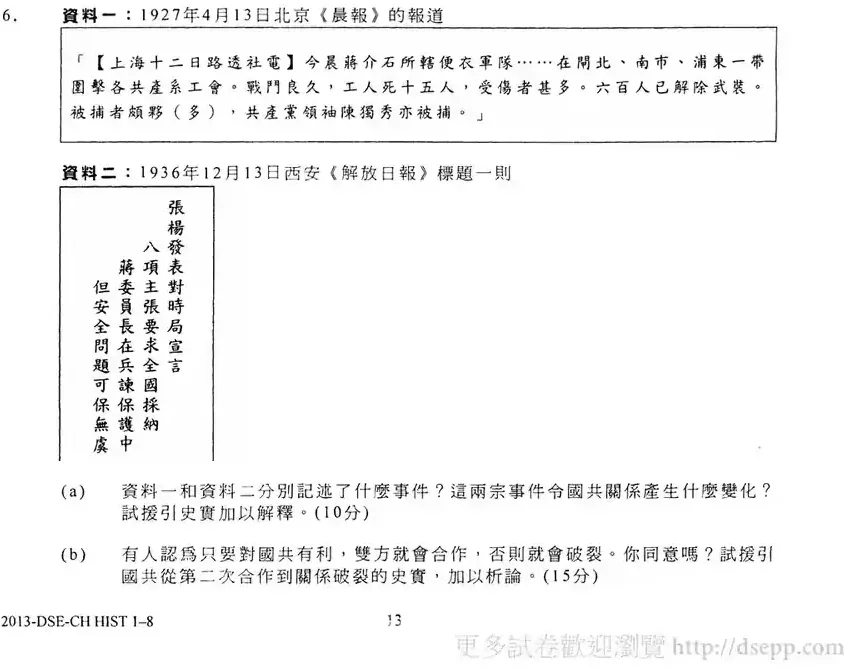 6. 資料一：1927年4月13日北京《晨報》的報道
「【上海十二日路透社電】今晨蔣介石所轄便衣軍隊……在閘北、南市、浦東一帶
圍擊各共產系工會。戰鬥良久，工人死十五人，受傷者甚多。六百人已解除武裝。
被捕者頗夥（多），共產黨領袖陳獨秀亦被捕。」
資料二：1936年12月13日西安《解放日報》標題一則
張楊發表對時局宣言
八項主張要求全國採納
蔣委員長在兵諫保護中
但安全問題可保無虞
(a) 資料一和資料二分別記述了什麼事件？這兩宗事件令國共關係產生什麼變化？
試援引史實加以解釋。(10分)
(b) 有人認爲只要對國共有利，雙方就會合作，否則就會破裂。你同意嗎？試援引
國共從第二次合作到關係破裂的史實，加以析論。(15分)
2013-DSE-CH HIST 1–8
13
更多試卷歡迎瀏覽 http://dsepp.com